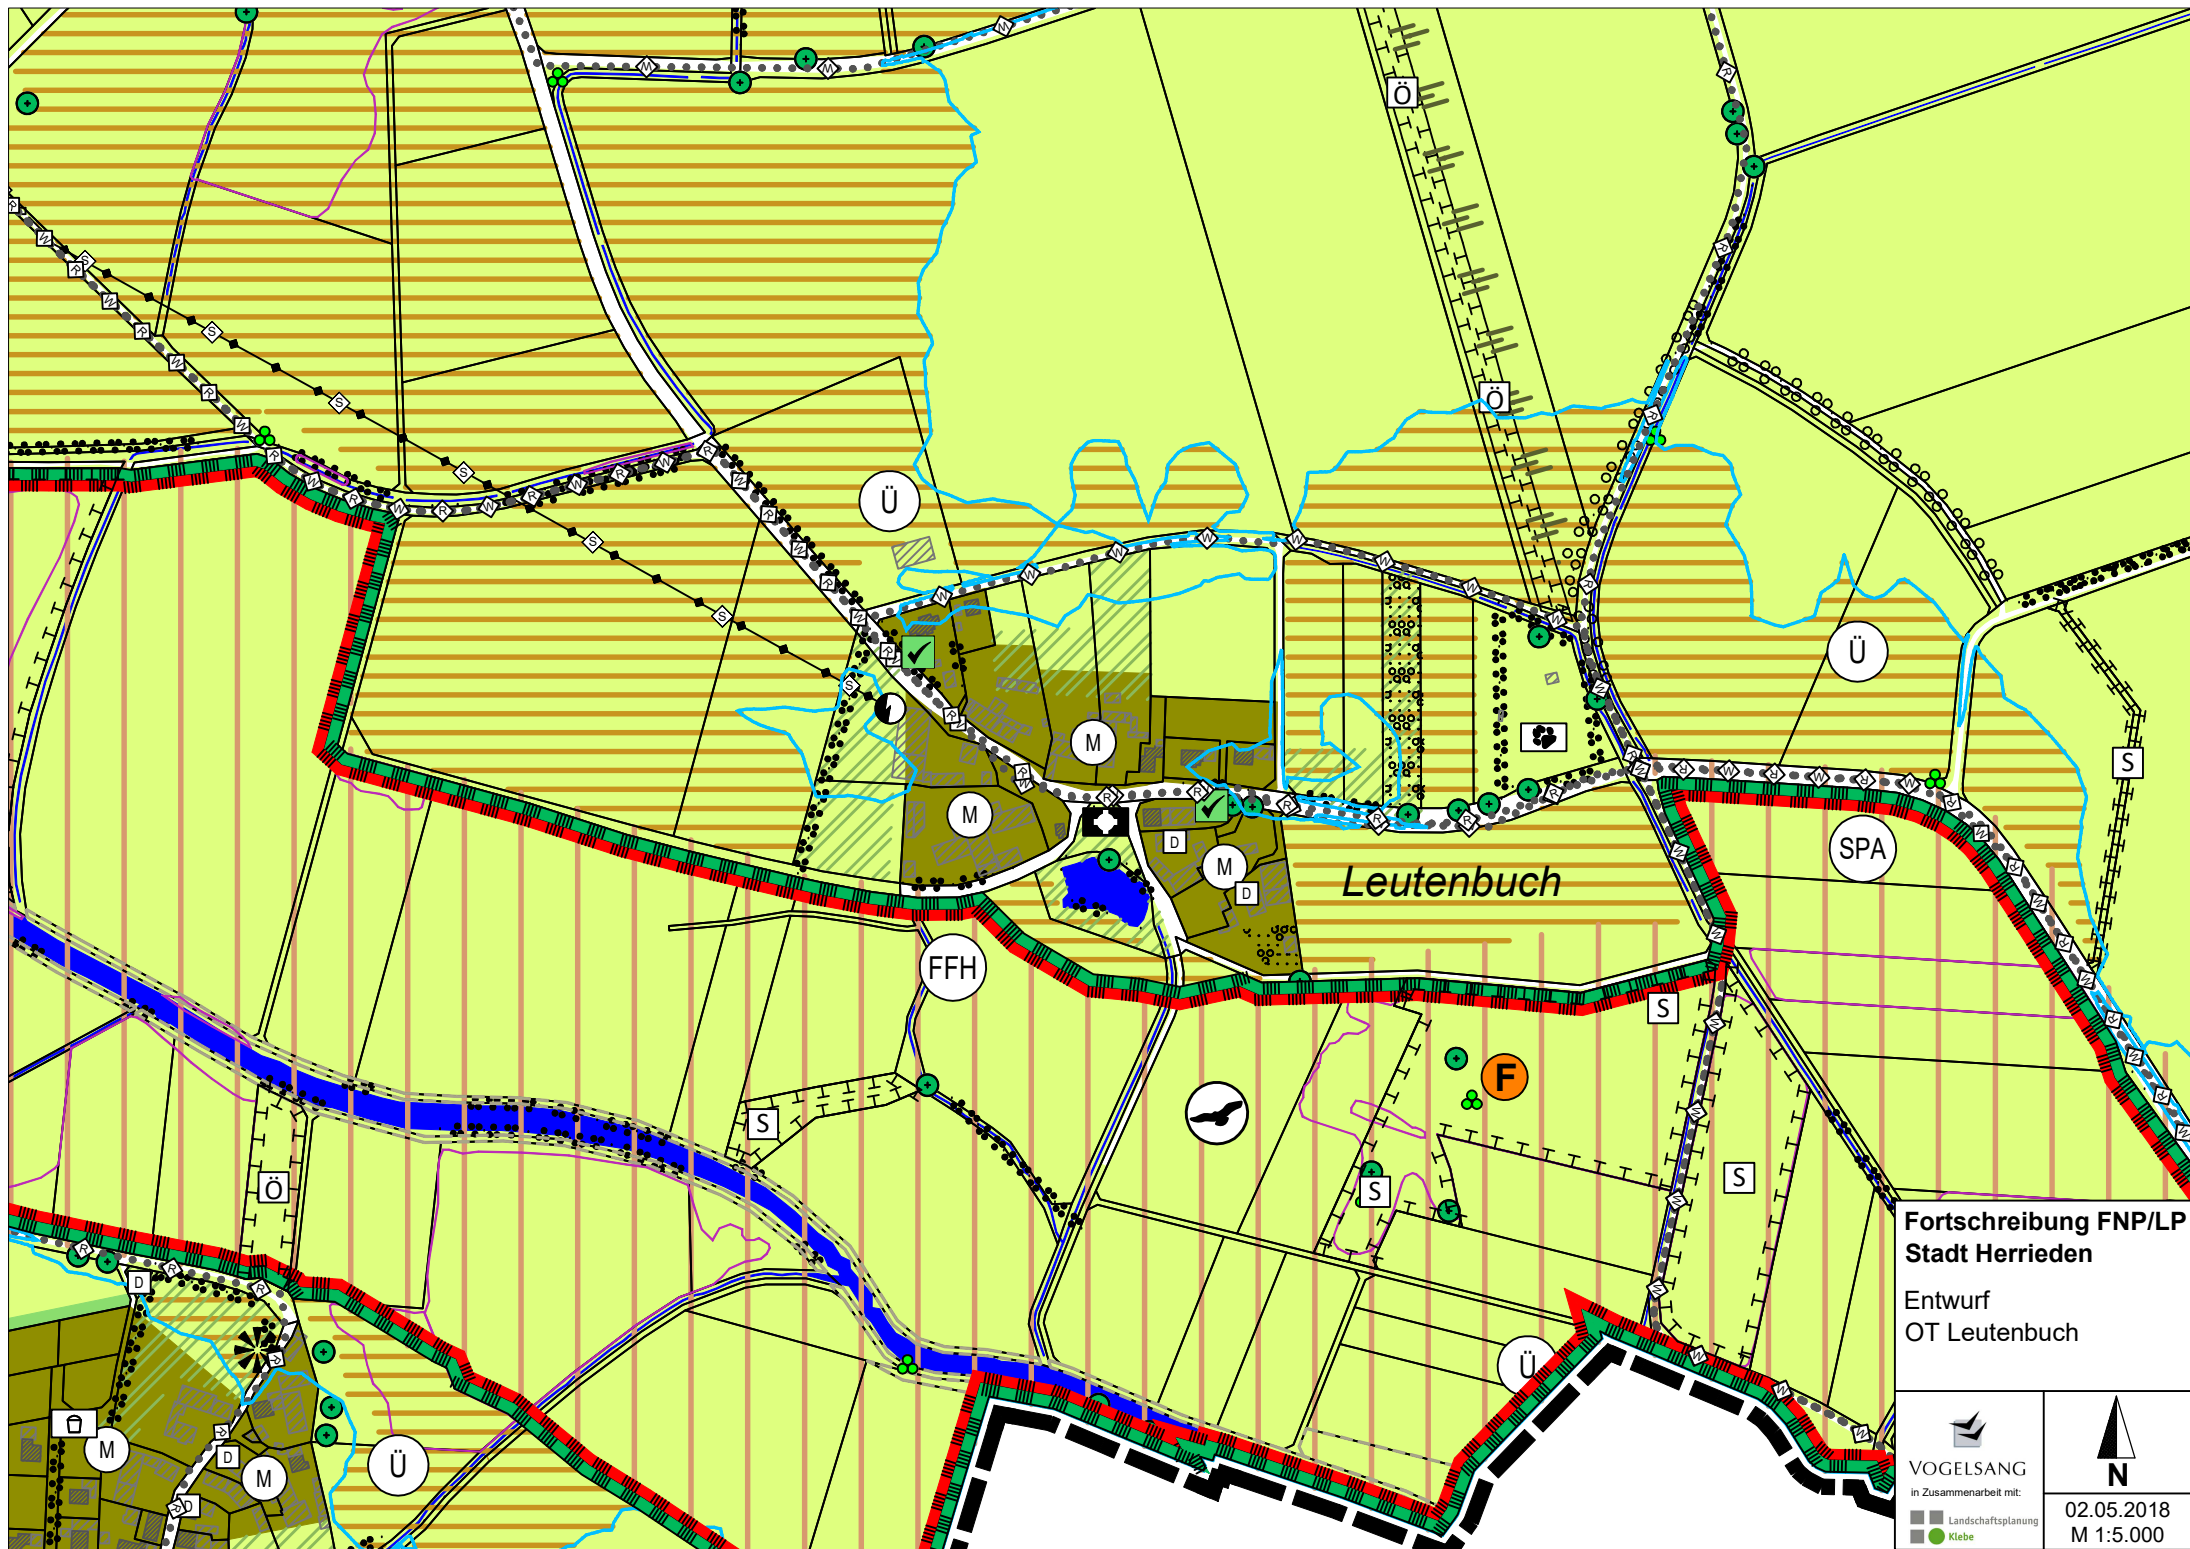 Ö
Ö
Ü
Ü
M
M
M
D
D
S
SPA
Leutenbuch
FFH
S
F
S
S
S
Ö
D
Ü
M
M
D
D
Ü
Fortschreibung FNP/LP
Stadt Herrieden
Entwurf
OT Leutenbuch
VOGELSANG
in Zusammenarbeit mit:
Landschaftsplanung
Klebe
N
02.05.2018
M 1:5.000